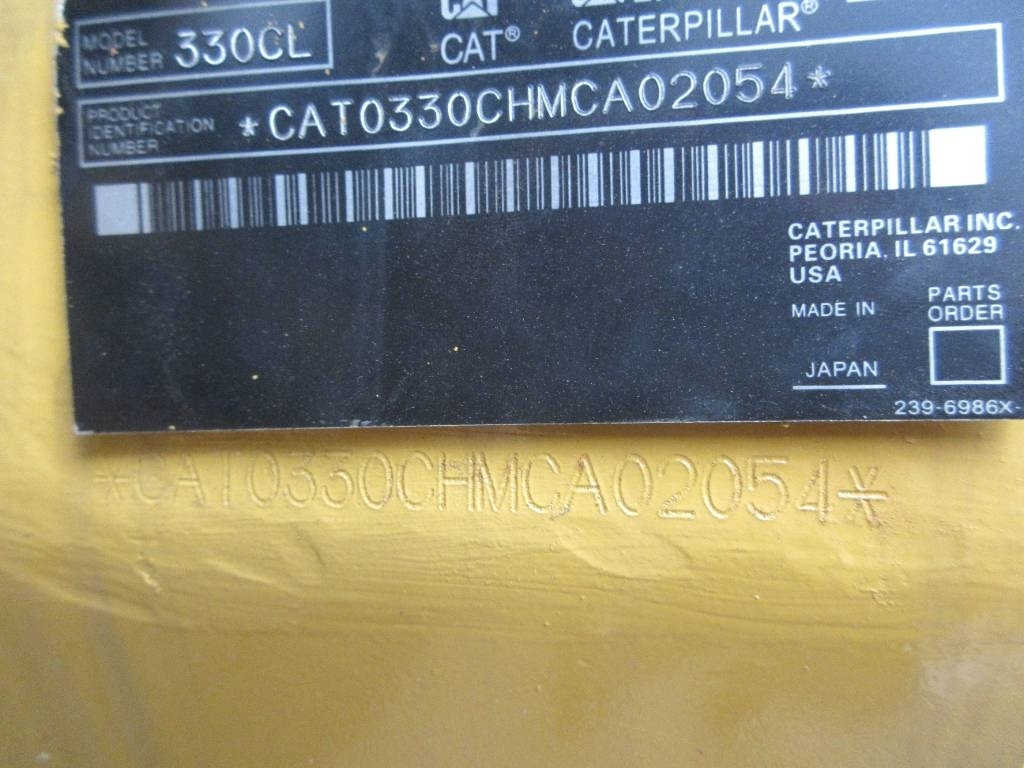 MODEL NUMBER 330CL
CAT®
CATERPILLAR®
PRODUCT
IDENTIFICATION
NUMBER
*CAT0330CHMCA02054*
CATERPILLAR INC.
PEORIA, IL 61629
USA
MADE IN
JAPAN
PARTS
ORDER
239-6986X-
*CAT0330CHMCA02054*